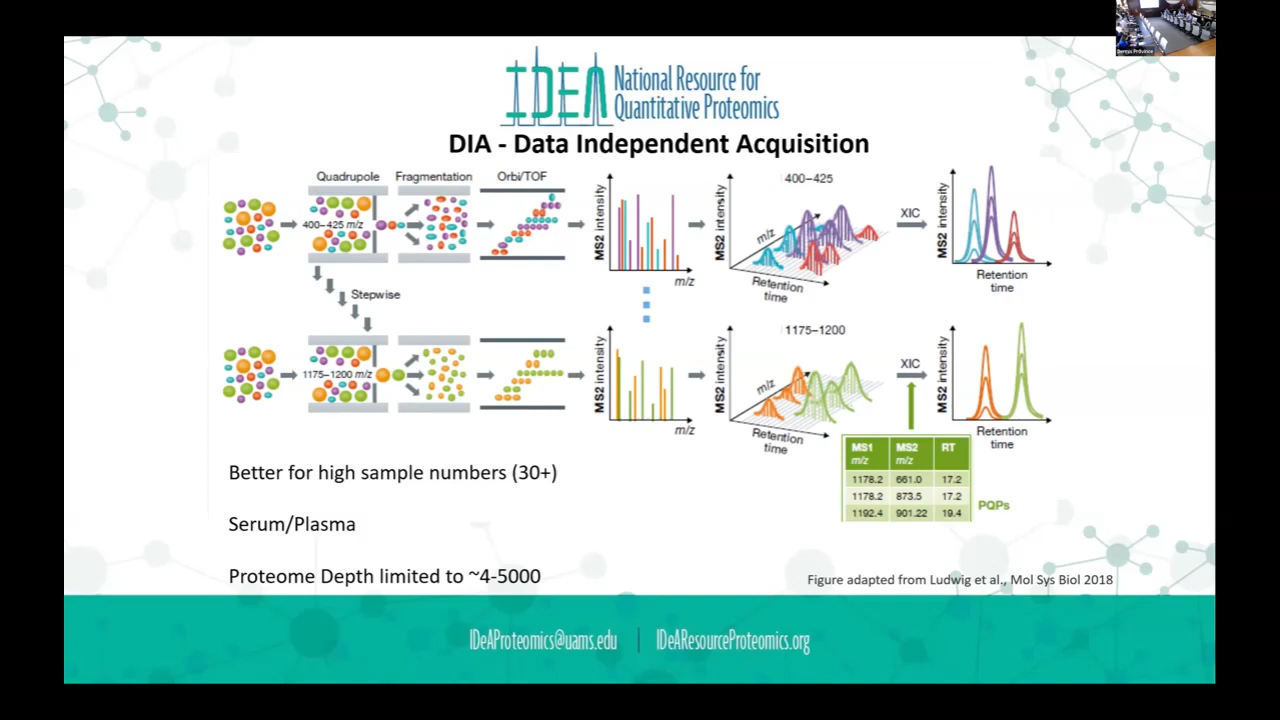 IDEA National Resource for
Quantitative Proteomics
DIA - Data Independent Acquisition
Quadrupole
Fragmentation
Orbi/TOF
400–425 m/z
MS2 intensity
m/z
400–425
MS2 intensity
m/z
Retention
time
XIC
MS2 intensity
Retention
time
Stepwise
1175–1200 m/z
MS2 intensity
m/z
1175–1200
MS2 intensity
m/z
Retention
time
XIC
MS2 intensity
Retention
time
MS1 m/z MS2 m/z RT
1178.2 661.0 17.2
1178.2 873.5 17.2
1192.4 901.22 19.4
PQPs
Better for high sample numbers (30+)
Serum/Plasma
Proteome Depth limited to ~4-5000
Figure adapted from Ludwig et al., Mol Sys Biol 2018
IDeAProteomics@uams.edu | IDeAResourceProteomics.org